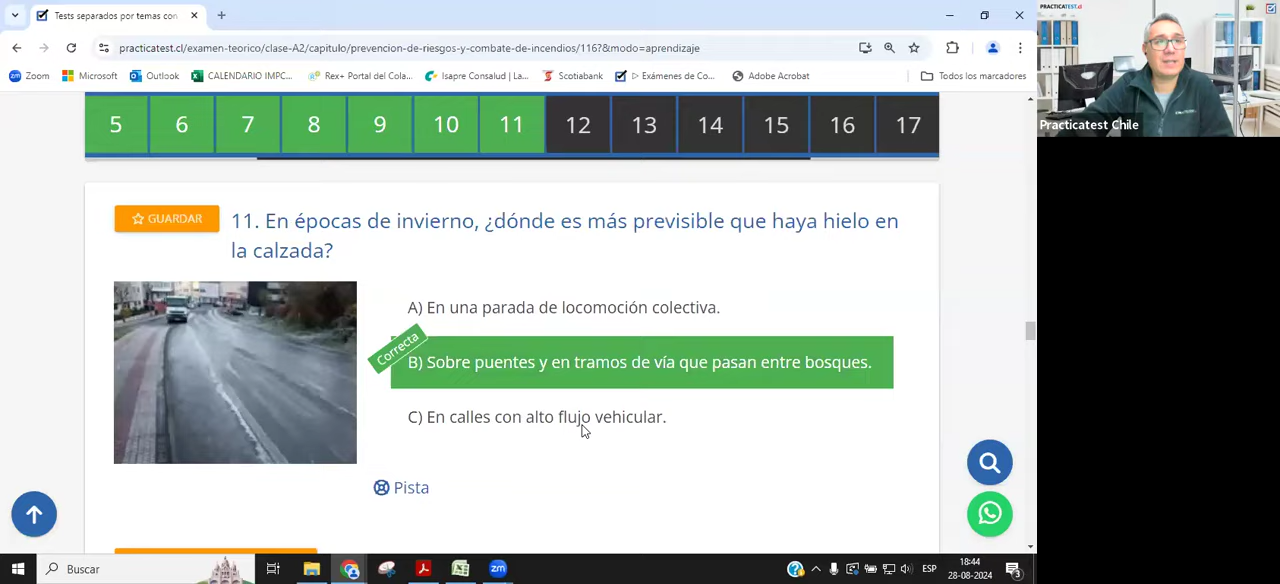 Tests separados por temas con
practicatest.cl/examen-teorico/clase-A2/capitulo/prevencion-de-riesgos-y-combate-de-incendios/116?&modo=aprendizaje
Zoom
Microsoft
Outlook
CALENDARIO IMPC...
Rex+ Portal del Cola...
Isapre Consalud | La...
Scotiabank
▷ Exámenes de Co...
Adobe Acrobat
Todos los marcadores
PRACTICATEST.cl
Practicatest Chile
5 6 7 8 9 10 11 12 13 14 15 16 17
GUARDAR
11. En épocas de invierno, ¿dónde es más previsible que haya hielo en
la calzada?
A) En una parada de locomoción colectiva.
Correcta
B) Sobre puentes y en tramos de vía que pasan entre bosques.
C) En calles con alto flujo vehicular.
Pista
Buscar
zm
ESP
18:44
28-08-2024
3